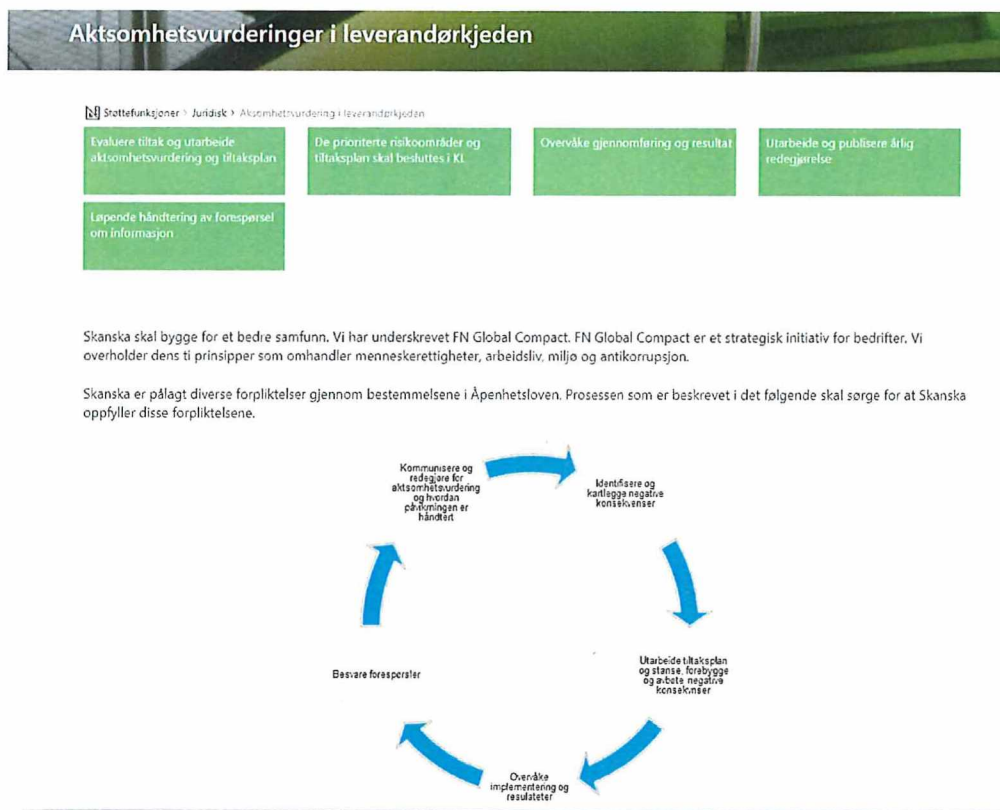 Aktsomhetsvurderinger i leverandørkjeden
Støttefunksjoner > Juridisk > Aksomhetsvurdering i leverandørkjeden
Evaluere tiltak og utarbeide
aktsomhetsvurdering og tiltaksplan
De prioriterte risikoområder og
tiltaksplan skal besluttes i KL
Overvåke gjennomføring og resultat
Utarbeide og publisere årlig
redegjørelse
Løpende håndtering av forespørsel
om informasjon
Skanska skal bygge for et bedre samfunn. Vi har underskrevet FN Global Compact. FN Global Compact er et strategisk initiativ for bedrifter. Vi
overholder dens ti prinsipper som omhandler menneskerettigheter, arbeidsliv, miljø og antikorrupsjon.
Skanska er pålagt diverse forpliktelser gjennom bestemmelsene i Åpenhetsloven. Prosessen som er beskrevet i det følgende skal sørge for at Skanska
oppfyller disse forpliktelsene.
Kommunisere og
redegjøre for
aktsomhetsvurdering
og hvordan
påvirkningen er
håndtert
Identifisere og
kartlegge negative
konsekvenser
Utarbeide tiltaksplan
og stanse, forebygge
og avbøte negative
konsekvenser
Overvåke
implementering og
resultateter
Besvare forespørsler